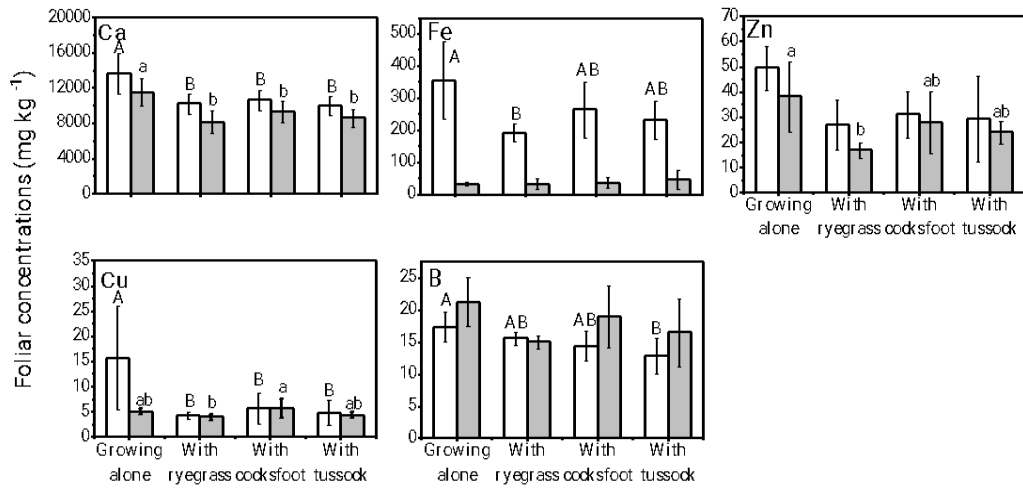 Foliar concentrations (mg kg⁻¹)
Ca
20000
16000
12000
8000
4000
0
A
a
B
b
B
b
B
b
Fe
500
400
300
200
100
0
A
B
AB
AB
Zn
70
60
50
40
30
20
10
0
a
b
ab
ab
Growing With With With
alone ryegrass cocksfoot tussock
Cu
35
30
25
20
15
10
5
0
A
ab
B
b
B
a
B
ab
Growing With With With
alone ryegrass cocksfoot tussock
B
25
20
15
10
5
0
A
AB
AB
B
Growing With With With
alone ryegrass cocksfoot tussock